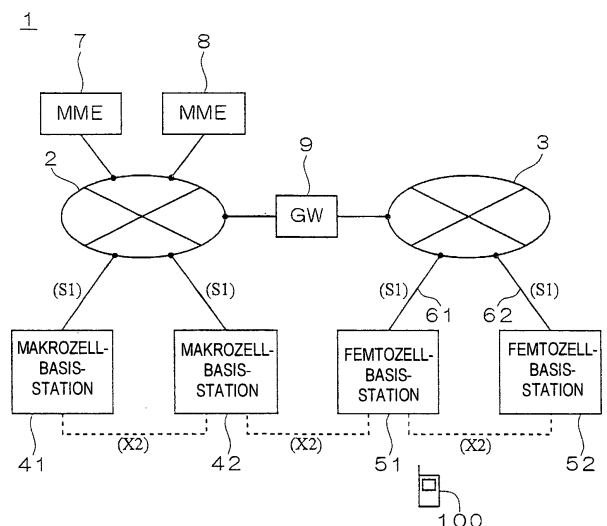 1
7
8
MME
MME
2
9
3
GW
(S1)
(S1)
(S1)
61
62
(S1)
MAKROZELL-
BASIS-
STATION
MAKROZELL-
BASIS-
STATION
FEMTOZELL-
BASIS-
STATION
FEMTOZELL-
BASIS-
STATION
(X2)
(X2)
(X2)
41
42
51
52
100